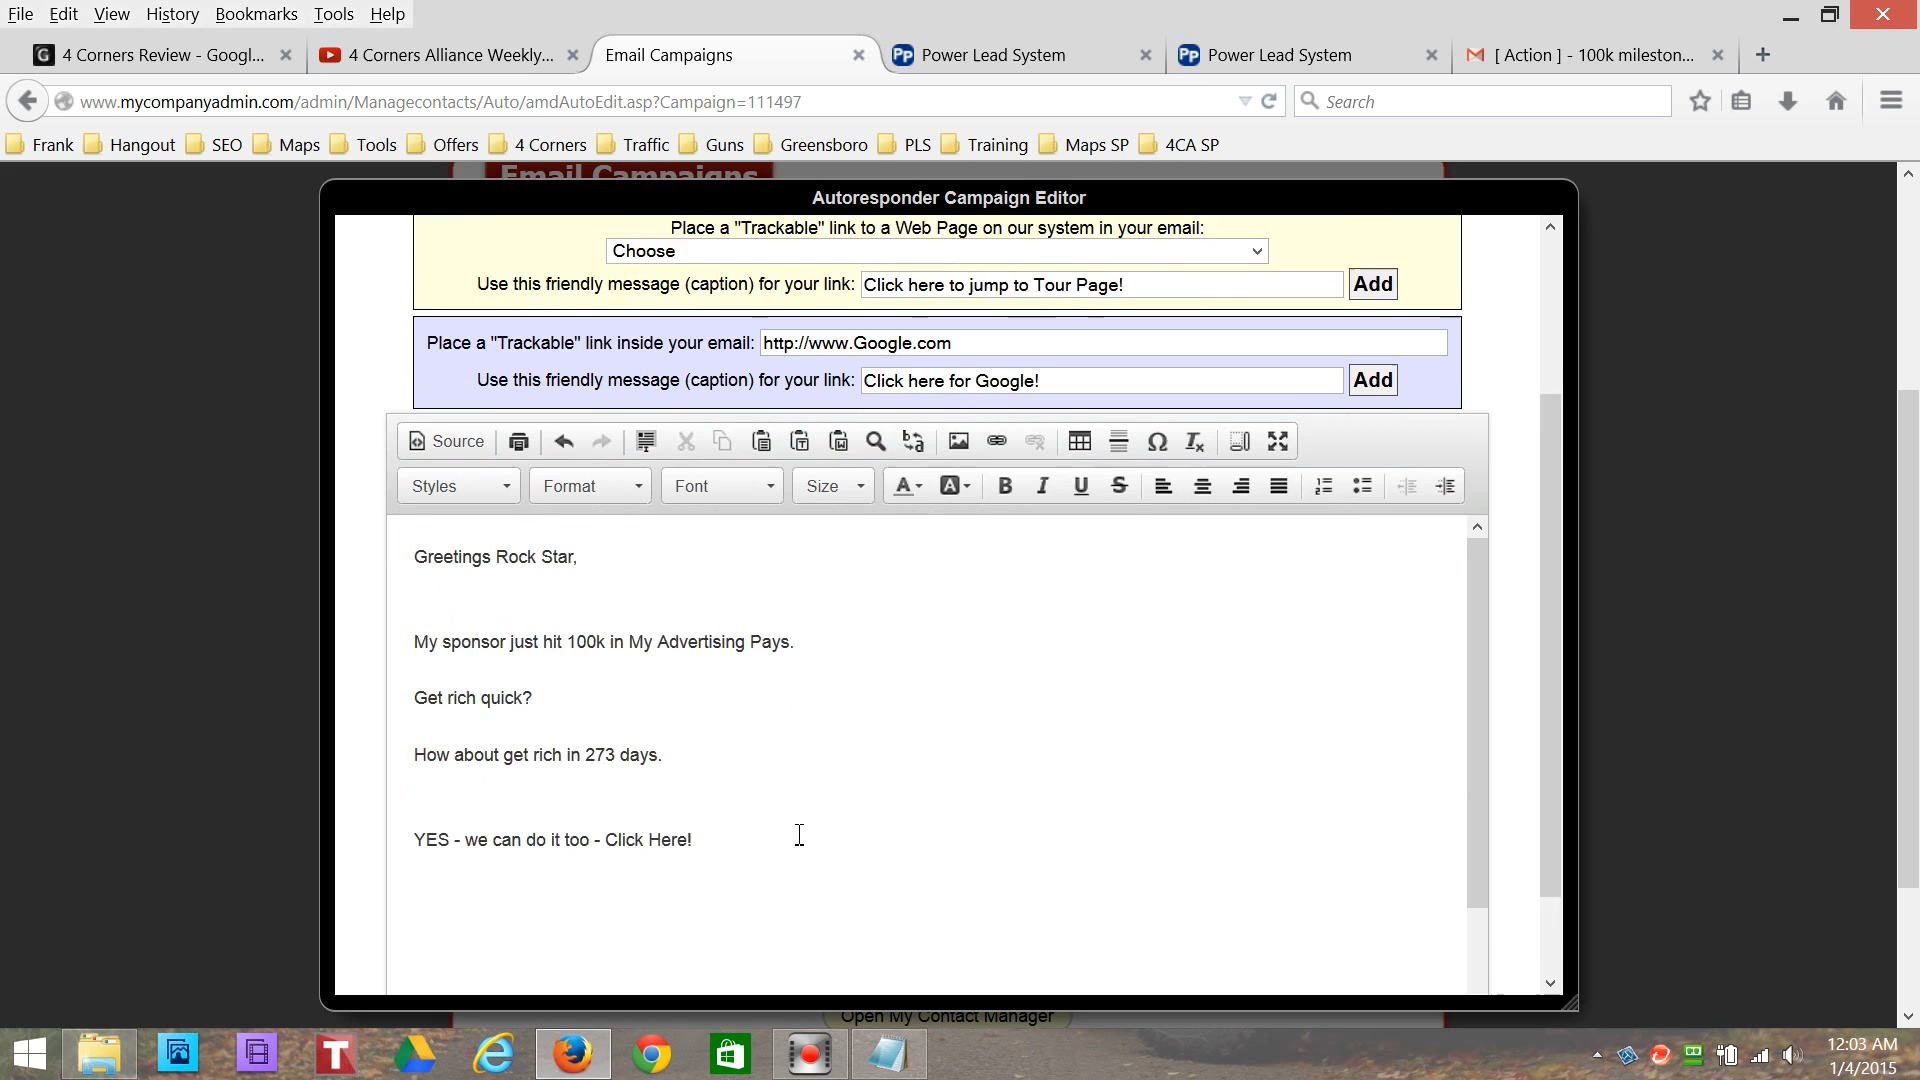 File Edit View History Bookmarks Tools Help
4 Corners Review - Googl...
4 Corners Alliance Weekly...
Email Campaigns
Power Lead System
Power Lead System
[ Action ] - 100k mileston...
www.mycompanyadmin.com/admin/Managecontacts/Auto/amdAutoEdit.asp?Campaign=111497
Search
Frank Hangout SEO Maps Tools Offers 4 Corners Traffic Guns Greensboro PLS Training Maps SP 4CA SP
Email Campaigns
Autoresponder Campaign Editor
Place a "Trackable" link to a Web Page on our system in your email:
Choose
Use this friendly message (caption) for your link: Click here to jump to Tour Page! Add
Place a "Trackable" link inside your email: http://www.Google.com
Use this friendly message (caption) for your link: Click here for Google! Add
Source
Styles Format Font Size
Greetings Rock Star,
My sponsor just hit 100k in My Advertising Pays.
Get rich quick?
How about get rich in 273 days.
YES - we can do it too - Click Here!
Open My Contact Manager
12:03 AM
1/4/2015